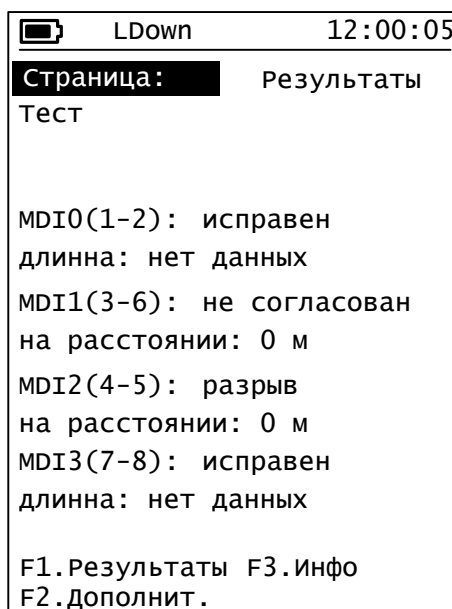 LDown 12:00:05
Страница: Результаты
Тест
MDI0(1-2): исправен
длинна: нет данных
MDI1(3-6): не согласован
на расстоянии: 0 м
MDI2(4-5): разрыв
на расстоянии: 0 м
MDI3(7-8): исправен
длинна: нет данных
F1.Результаты F3.Инфо
F2.Дополнит.